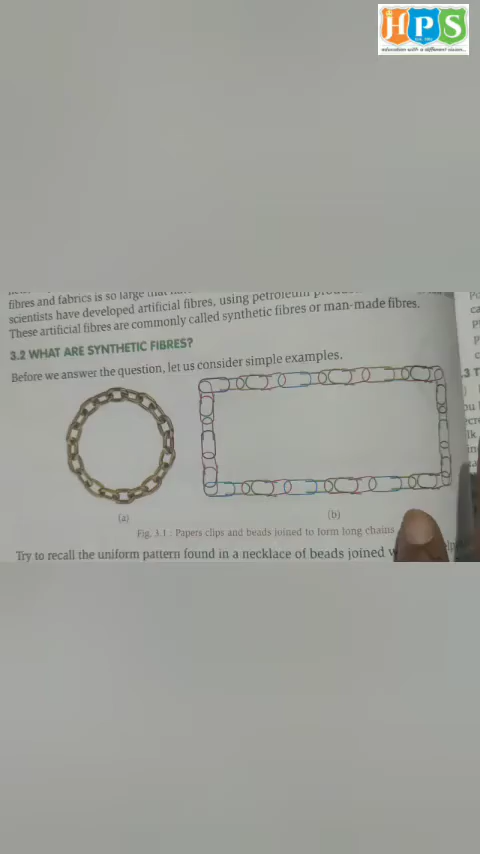 HPS
education with a different vision...
fibres and fabrics is so large that
scientists have developed artificial fibres, using petroleum
These artificial fibres are commonly called synthetic fibres or man-made fibres.
3.2 WHAT ARE SYNTHETIC FIBRES?
Before we answer the question, let us consider simple examples.
(a)
(b)
Fig. 3.1 : Papers clips and beads joined to form long chains
Try to recall the uniform pattern found in a necklace of beads joined